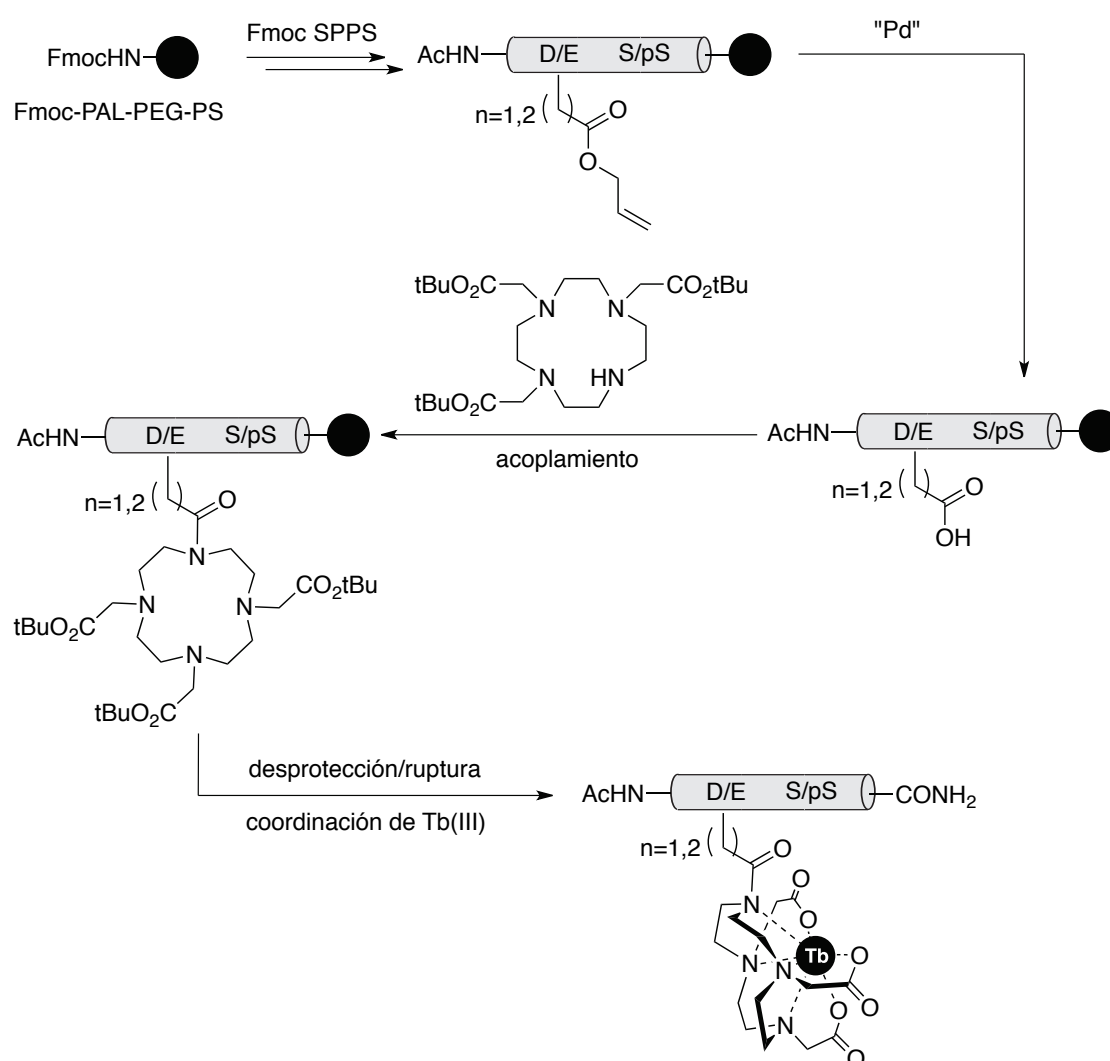 FmocHN
Fmoc-PAL-PEG-PS
Fmoc SPPS
AcHN D/E S/pS
n=1,2 ( ) O
O
"Pd"
tBuO₂C CO₂tBu
N N
N HN
tBuO₂C
AcHN D/E S/pS
n=1,2 ( ) O
OH
acoplamiento
AcHN D/E S/pS
n=1,2 ( ) O
N
CO₂tBu
N N
tBuO₂C
N
tBuO₂C
desprotección/ruptura
coordinación de Tb(III)
AcHN D/E S/pS CONH₂
n=1,2 ( ) O
N O
O
N Tb O
N
O
O
N
O